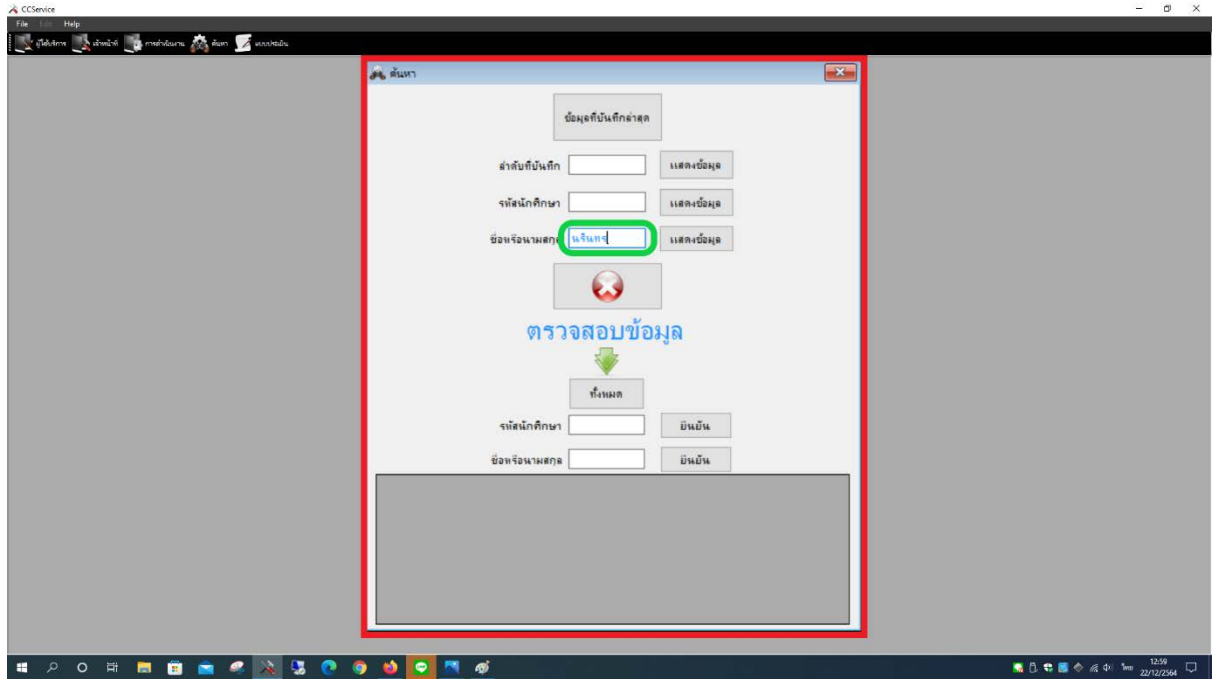 CCService
File Edit Help
ผู้ใช้บริการ เจ้าหน้าที่ การดำเนินงาน ค้นหา แบบประเมิน
ค้นหา
ข้อมูลที่บันทึกล่าสุด
ลำดับที่บันทึก แสดงข้อมูล
รหัสนักศึกษา แสดงข้อมูล
ชื่อหรือนามสกุล นรินทร แสดงข้อมูล
ตรวจสอบข้อมูล
ทั้งหมด
รหัสนักศึกษา ยืนยัน
ชื่อหรือนามสกุล ยืนยัน
ไทย 12:59
22/12/2564